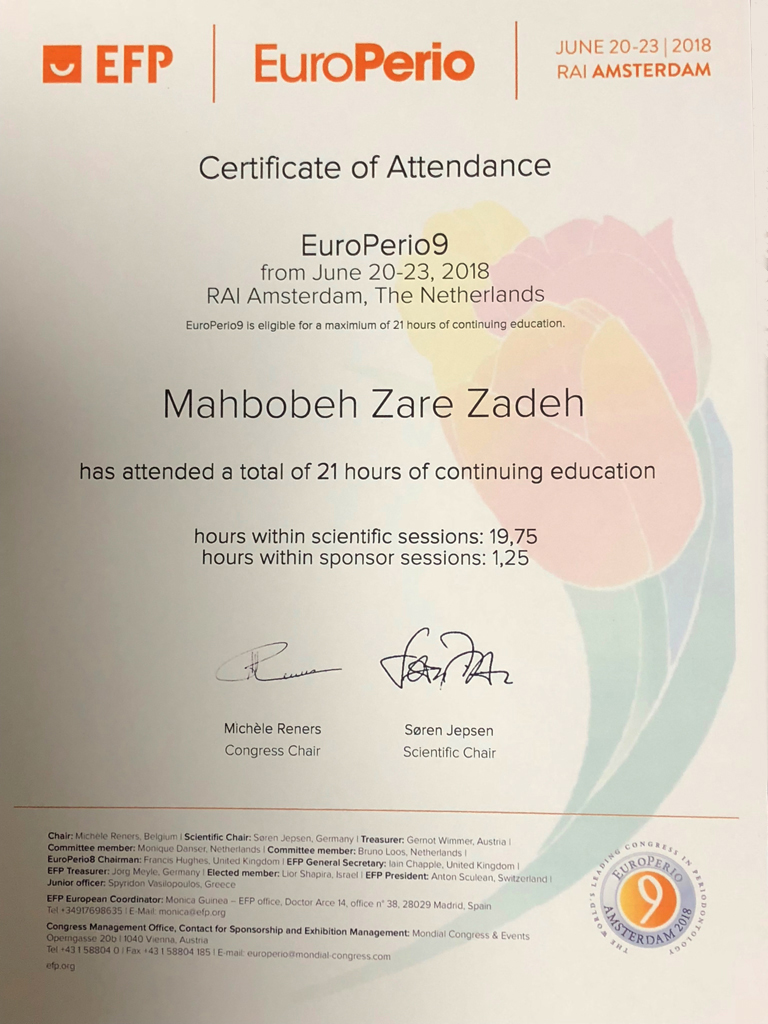 EFP
EuroPerio
JUNE 20-23 | 2018
RAI AMSTERDAM
Certificate of Attendance
EuroPerio9
from June 20-23, 2018
RAI Amsterdam, The Netherlands
EuroPerio9 is eligible for a maximium of 21 hours of continuing education.
Mahbobeh Zare Zadeh
has attended a total of 21 hours of continuing education
hours within scientific sessions: 19,75
hours within sponsor sessions: 1,25
Michèle Reners
Congress Chair
Søren Jepsen
Scientific Chair
Chair: Michèle Reners, Belgium | Scientific Chair: Søren Jepsen, Germany | Treasurer: Gernot Wimmer, Austria |
Committee member: Monique Danser, Netherlands | Committee member: Bruno Loos, Netherlands |
EuroPerio8 Chairman: Francis Hughes, United Kingdom | EFP General Secretary: Iain Chapple, United Kingdom |
EFP Treasurer: Jörg Meyle, Germany | Elected member: Lior Shapira, Israel | EFP President: Anton Sculean, Switzerland |
Junior officer: Spyridon Vasilopoulos, Greece
EFP European Coordinator: Monica Guinea – EFP office, Doctor Arce 14, office n° 38, 28029 Madrid, Spain
Tel +34917698635 | E-Mail: monica@efp.org
Congress Management Office, Contact for Sponsorship and Exhibition Management: Mondial Congress & Events
Operngasse 20b | 1040 Vienna, Austria
Tel +43 1 58804 0 | Fax +43 1 58804 185 | E-mail: europerio@mondial-congress.com
efp.org
THE WORLD'S LEADING CONGRESS IN PERIODONTOLOGY
EUROPERIO
9
AMSTERDAM 2018